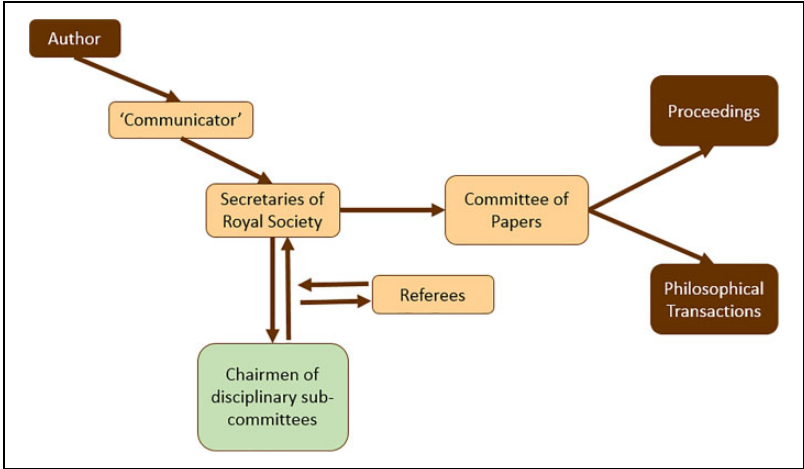 Author
‘Communicator’
Secretaries of
Royal Society
Committee of
Papers
Proceedings
Philosophical
Transactions
Referees
Chairmen of
disciplinary sub-
committees